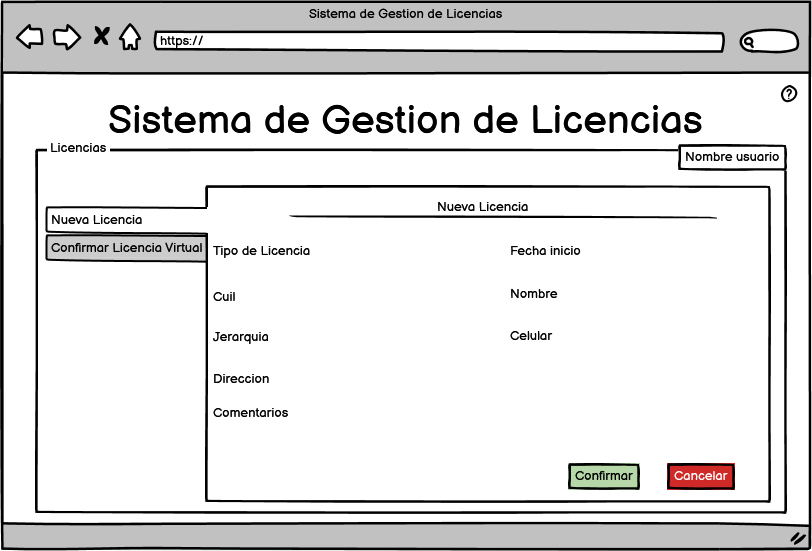 Sistema de Gestion de Licencias
https://
?
Sistema de Gestion de Licencias
Licencias
Nombre usuario
Nueva Licencia
Nueva Licencia
Confirmar Licencia Virtual
Tipo de Licencia
Fecha inicio
Cuil
Nombre
Jerarquia
Celular
Direccion
Comentarios
Confirmar
Cancelar